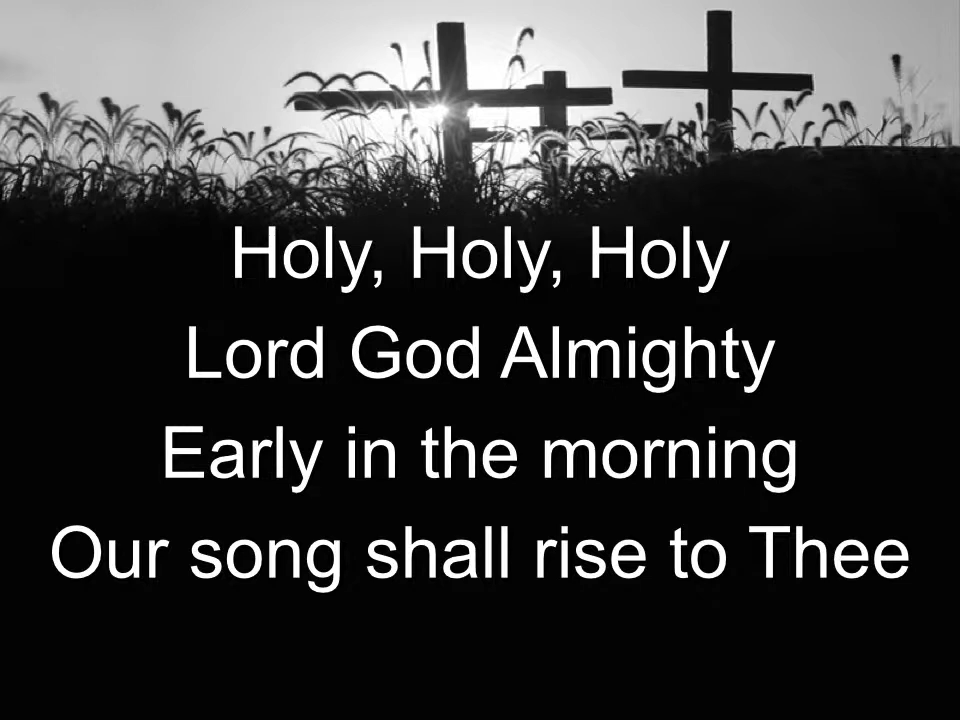 Holy, Holy, Holy
Lord God Almighty
Early in the morning
Our song shall rise to Thee